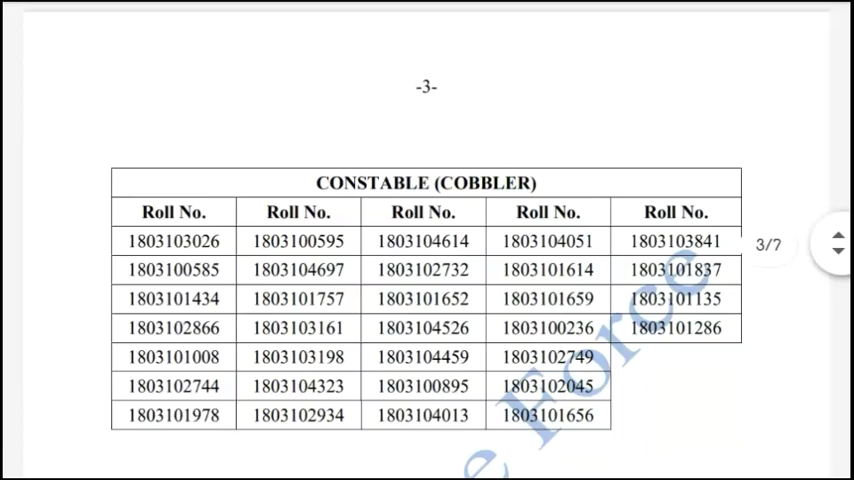 -3-
CONSTABLE (COBBLER)
Roll No. Roll No. Roll No. Roll No. Roll No.
1803103026 1803100595 1803104614 1803104051 1803103841
1803100585 1803104697 1803102732 1803101614 1803101837
1803101434 1803101757 1803101652 1803101659 1803101135
1803102866 1803103161 1803104526 1803100236 1803101286
1803101008 1803103198 1803104459 1803102749
1803102744 1803104323 1803100895 1803102045
1803101978 1803102934 1803104013 1803101656
3/7
e Force